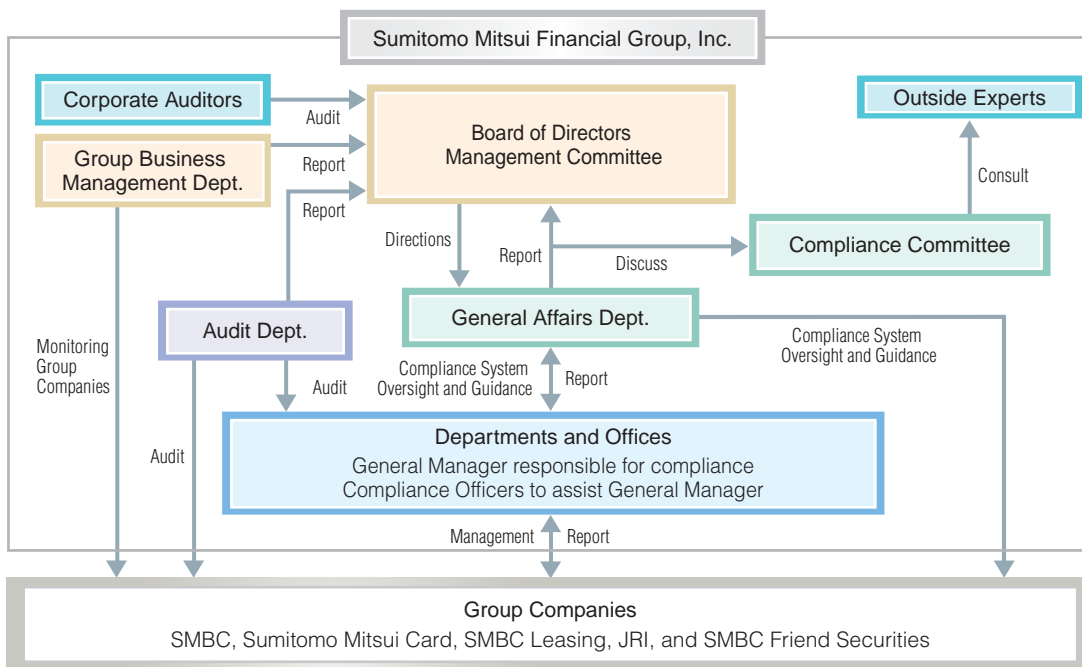 Sumitomo Mitsui Financial Group, Inc.
Corporate Auditors
Audit
Board of Directors
Management Committee
Outside Experts
Group Business
Management Dept.
Report
Report
Consult
Directions
Report
Discuss
Compliance Committee
Audit Dept.
General Affairs Dept.
Monitoring
Group
Companies
Audit
Compliance System
Oversight and Guidance
Report
Compliance System
Oversight and Guidance
Audit
Departments and Offices
General Manager responsible for compliance
Compliance Officers to assist General Manager
Management
Report
Group Companies
SMBC, Sumitomo Mitsui Card, SMBC Leasing, JRI, and SMBC Friend Securities